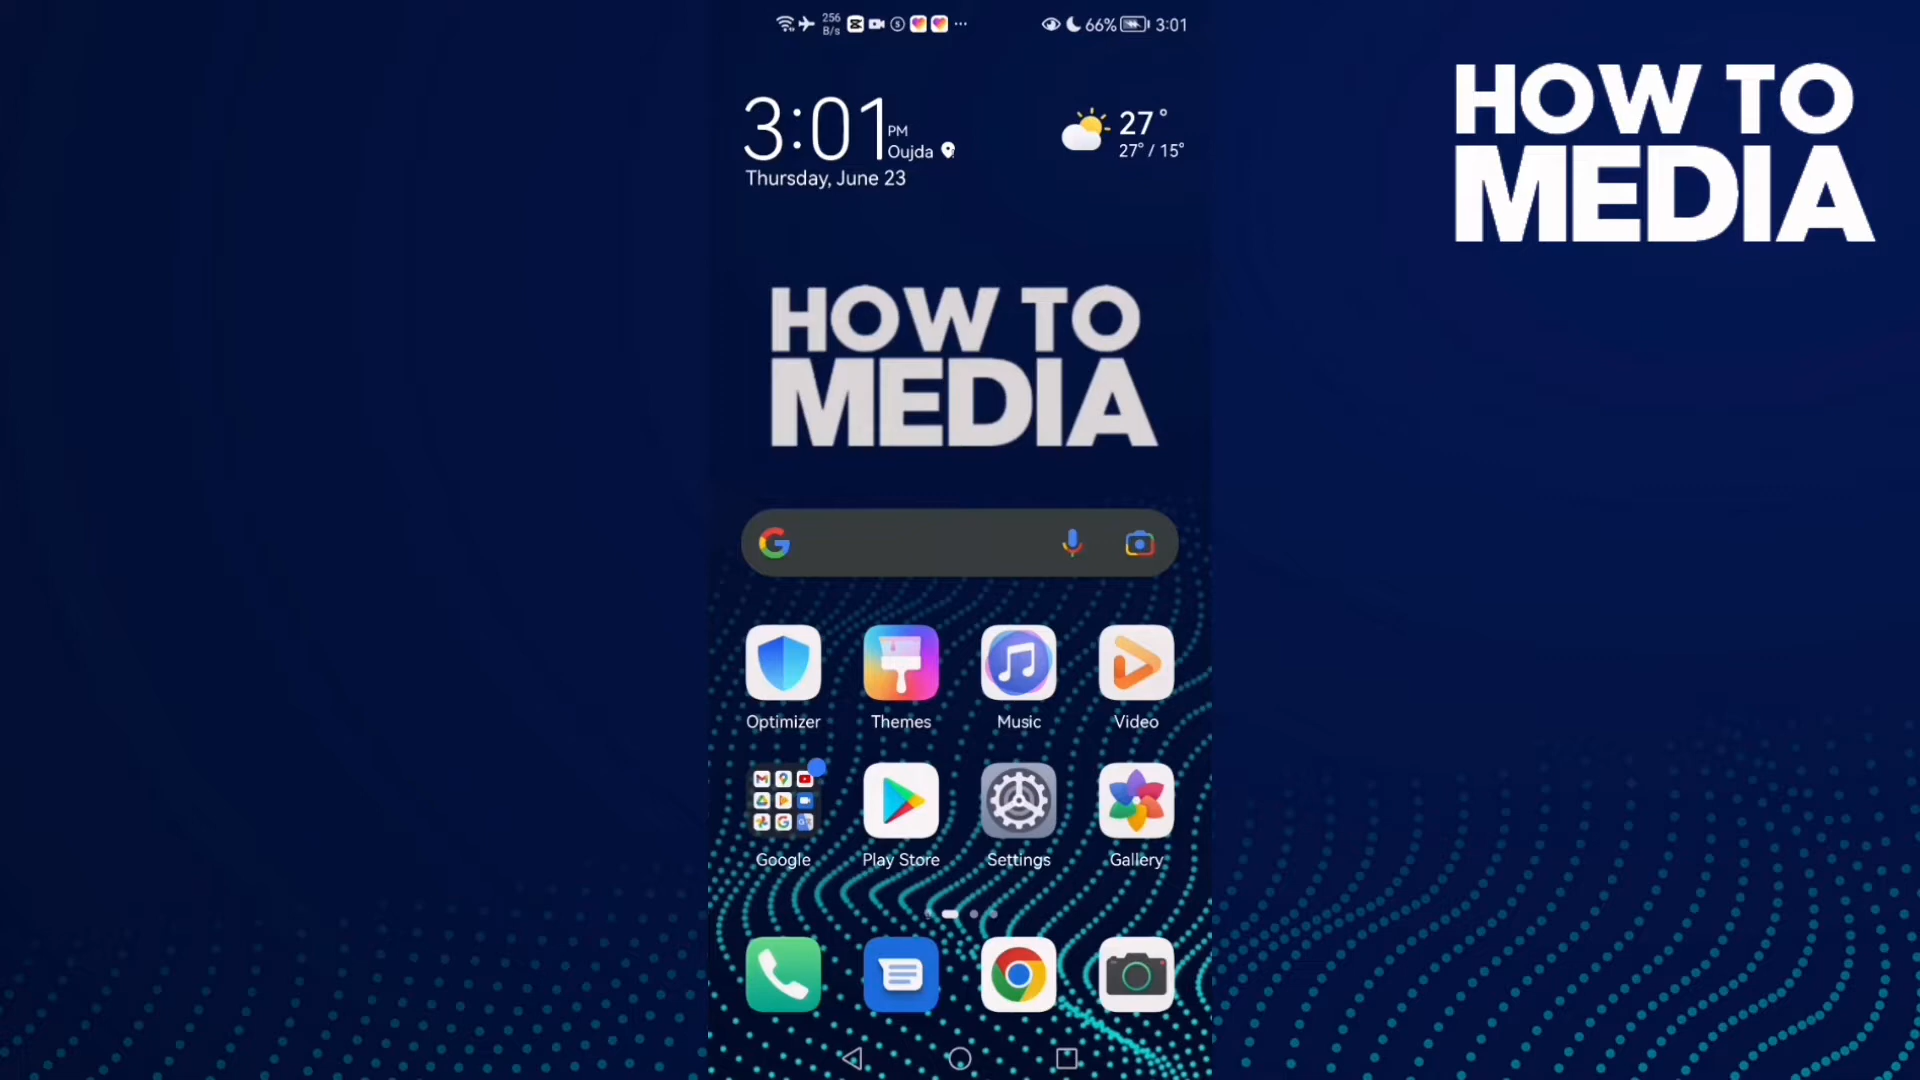 256
B/s
66%
3:01
HOW TO
MEDIA
3:01
PM
Oujda
27°
27° / 15°
Thursday, June 23
HOW TO
MEDIA
Optimizer
Themes
Music
Video
Google
Play Store
Settings
Gallery